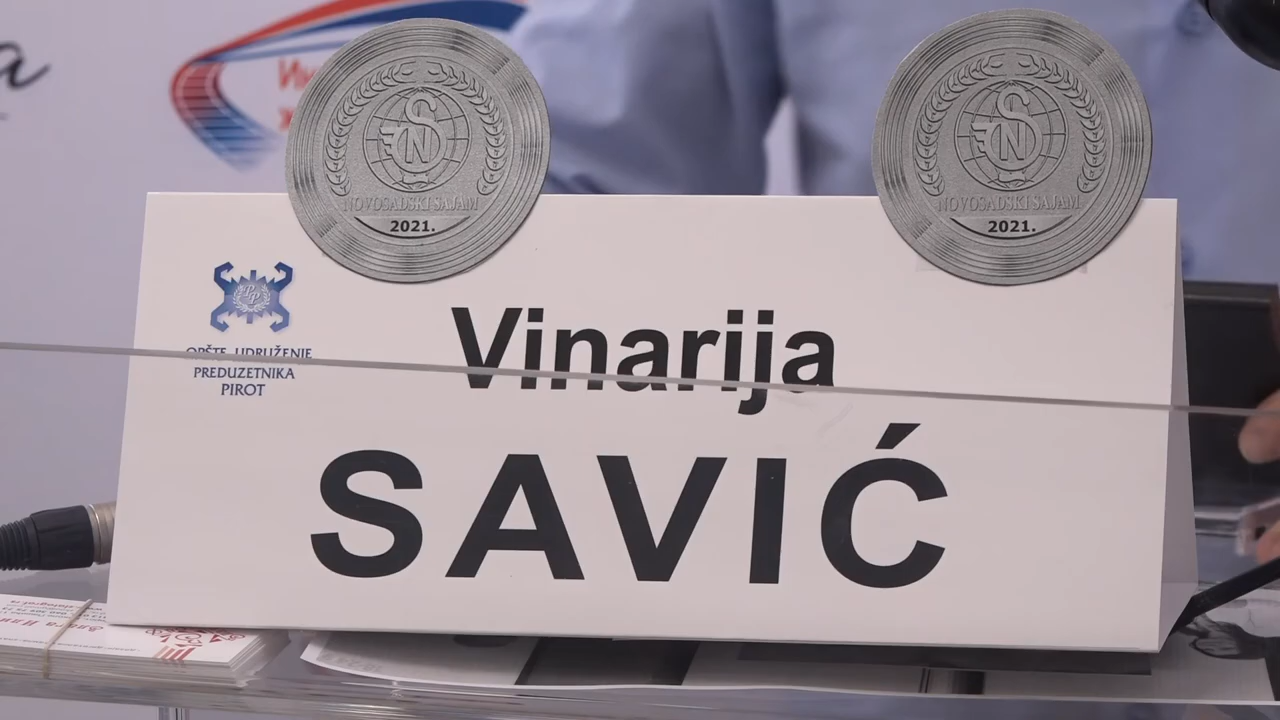 NOVOSADSKI SAJAM
2021.
NOVOSADSKI SAJAM
2021.
OPŠTE UDRUŽENJE
PREDUZETNIKA
PIROT
Vinarija
SAVIĆ